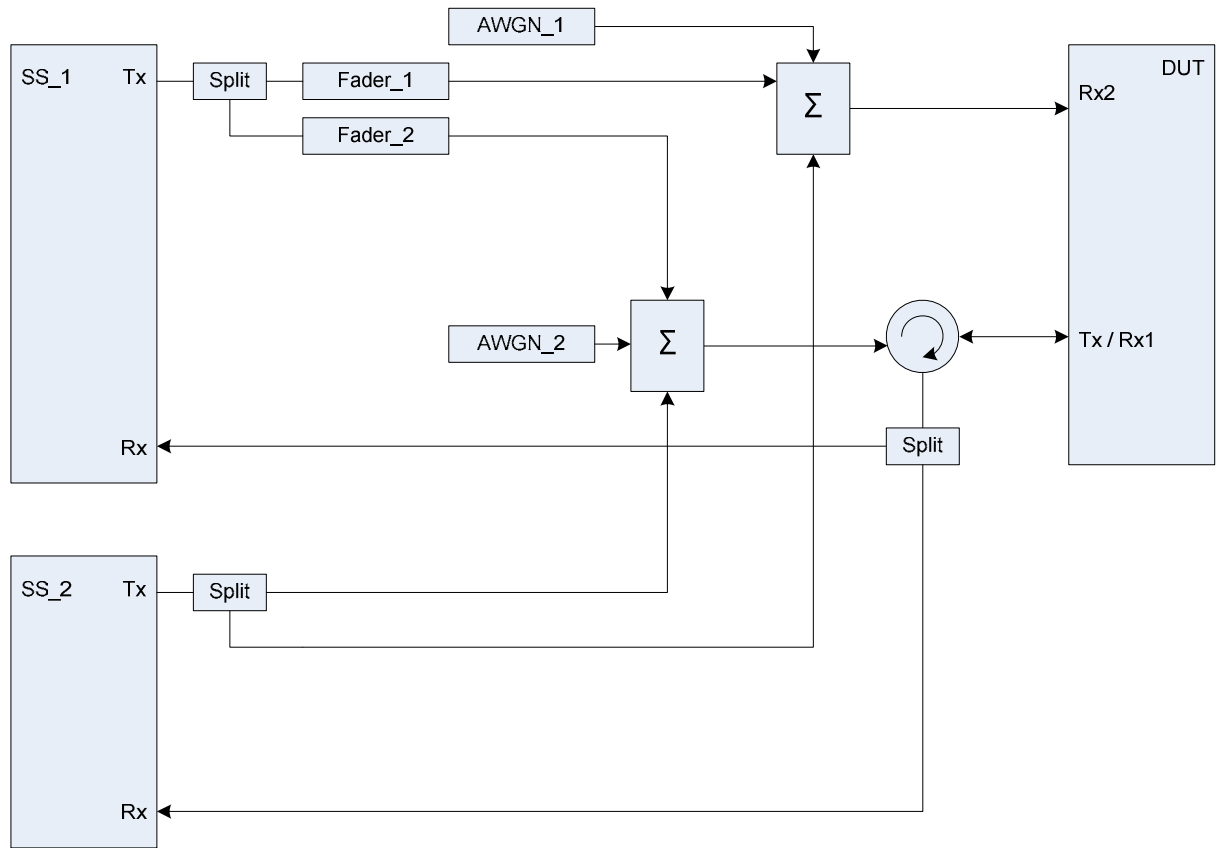 AWGN_1
SS_1
Tx
Split
Fader_1
Σ
DUT
Rx2
Fader_2
AWGN_2
Σ
Tx / Rx1
Rx
Split
SS_2
Tx
Split
Rx